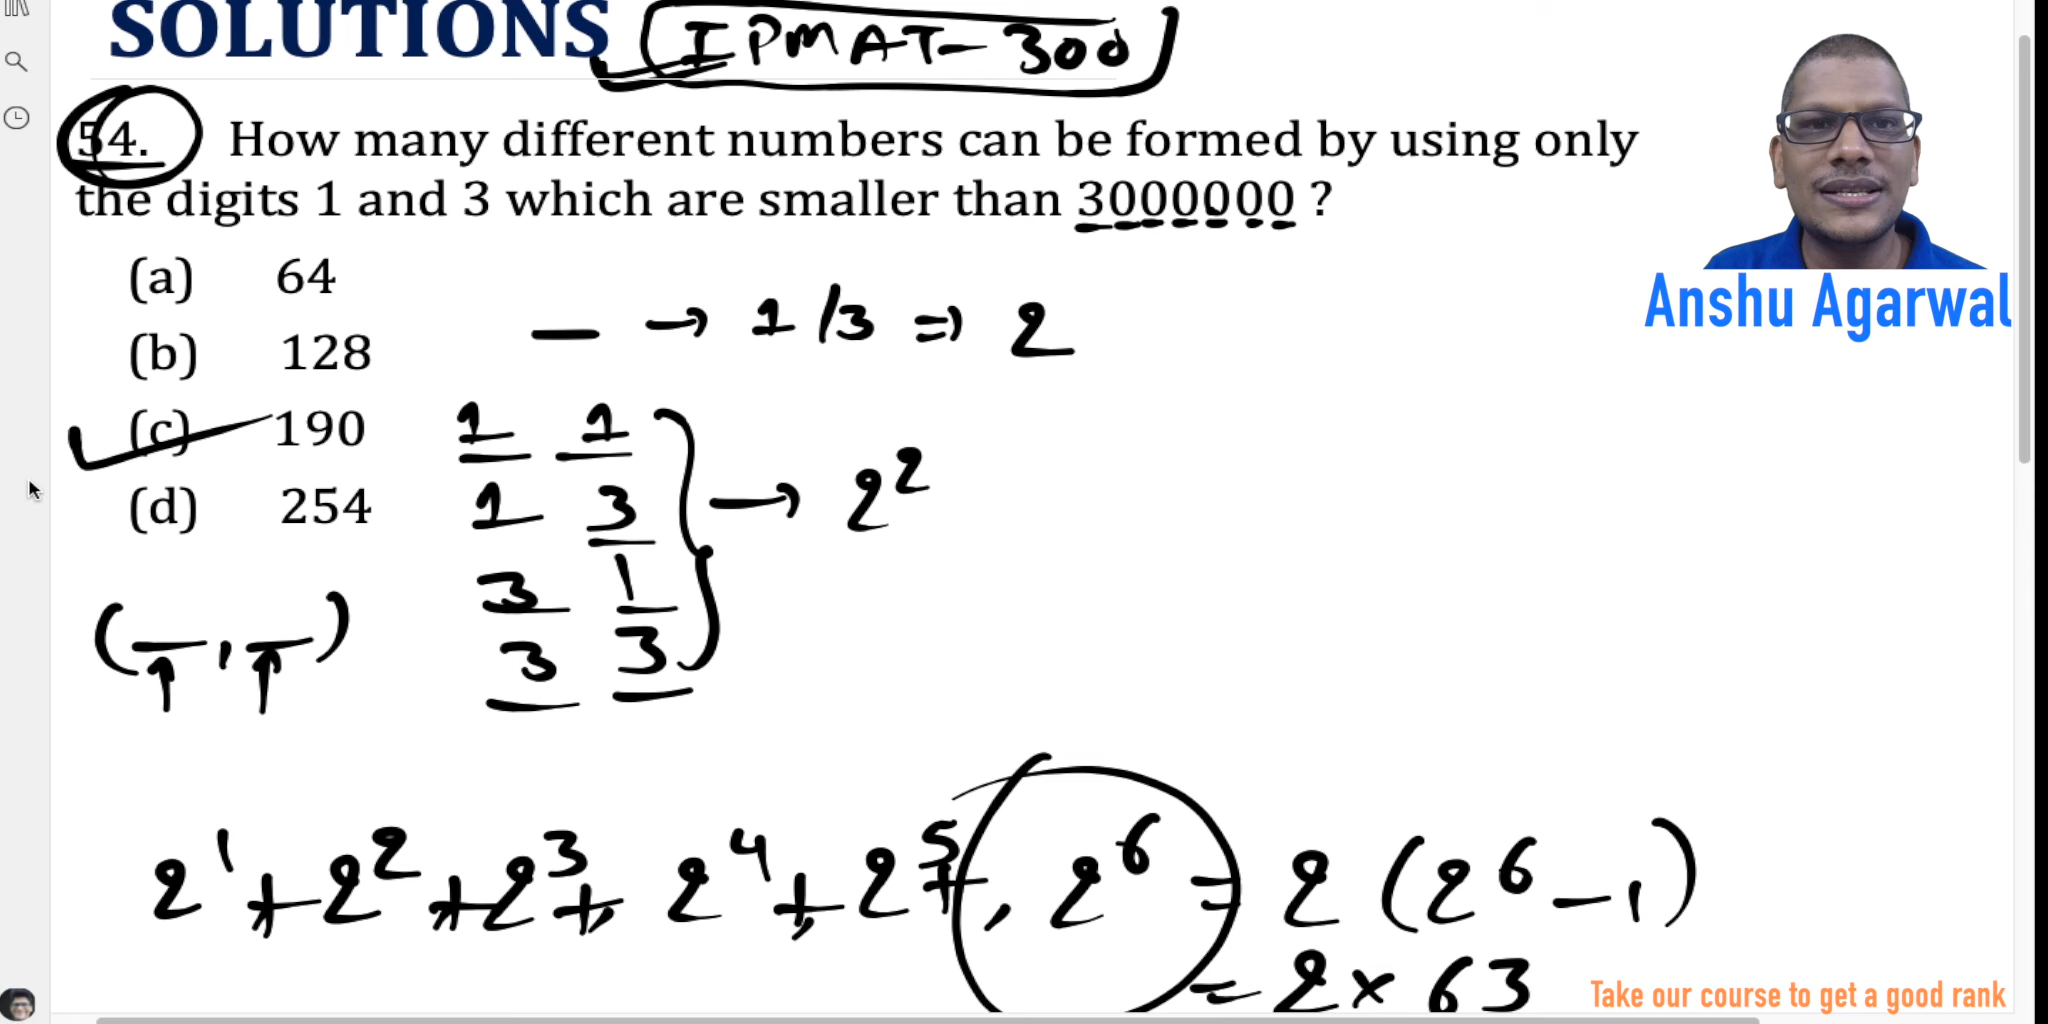 SOLUTIONS IPMAT-300
54. How many different numbers can be formed by using only
the digits 1 and 3 which are smaller than 3000000 ?
(a) 64
(b) 128
(c) 190
(d) 254
— → 1/3 ⇒ 2
1 1
1 3
3 1
3 3
→ 2²
( , )
2¹ + 2² + 2³ + 2⁴ + 2⁵ + , 2⁶ = 2 (2⁶ - 1)
= 2 × 63
Anshu Agarwal
Take our course to get a good rank